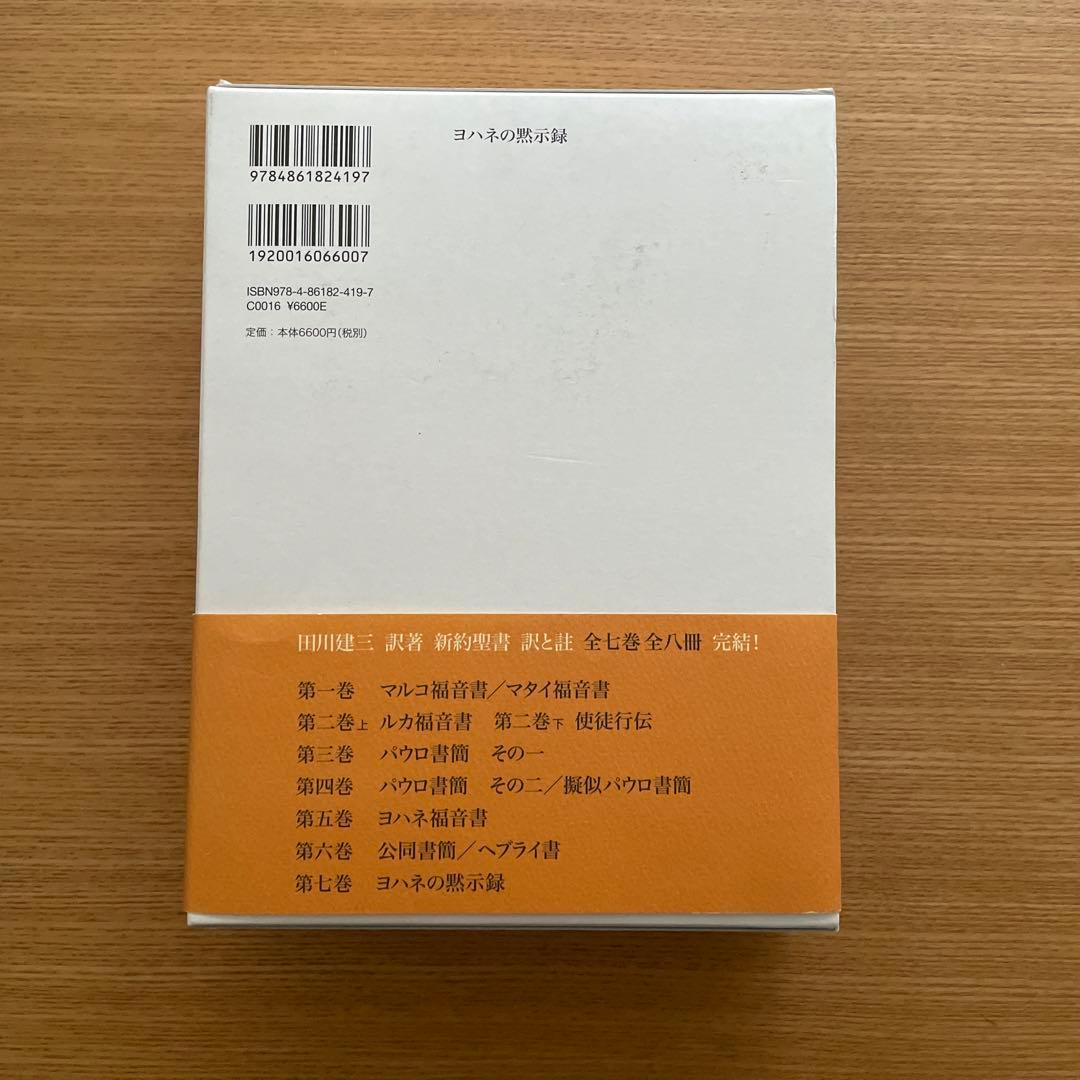 ヨハネの黙示録
9784861824197
1920016066007
ISBN978-4-86182-419-7
C0016 ¥6600E
定価：本体6600円（税別）
田川建三 訳著 新約聖書 訳と註 全七巻 全八冊 完結！
第一巻 マルコ福音書／マタイ福音書
第二巻上 ルカ福音書 第二巻下 使徒行伝
第三巻 パウロ書簡 その一
第四巻 パウロ書簡 その二／擬似パウロ書簡
第五巻 ヨハネ福音書
第六巻 公同書簡／ヘブライ書
第七巻 ヨハネの黙示録